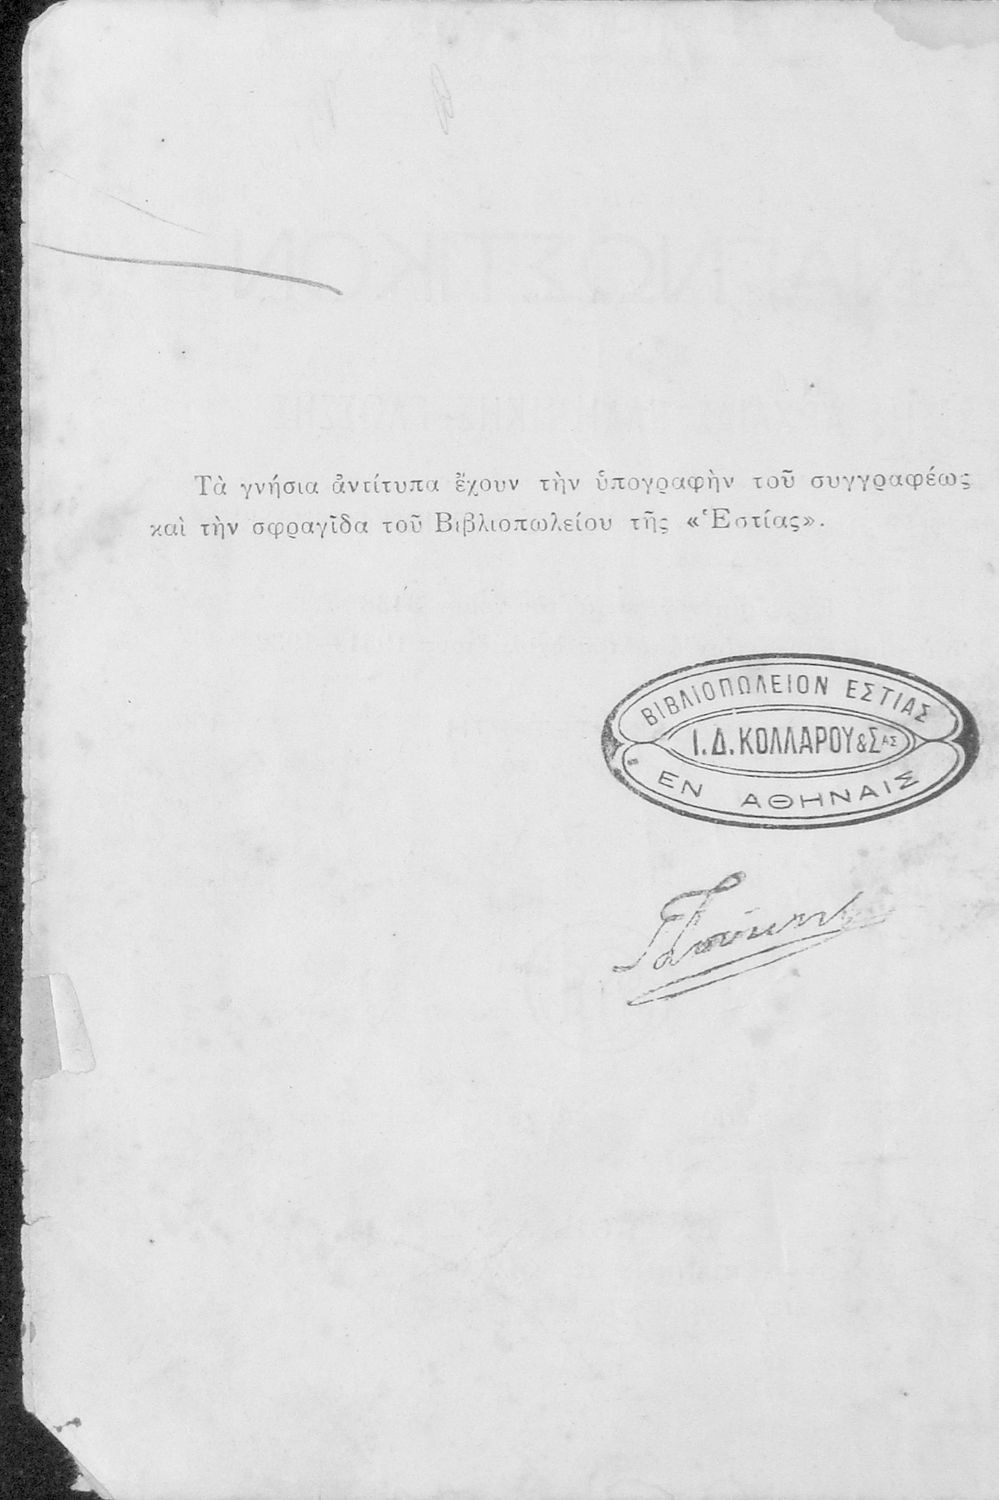 Τὰ γνήσια ἀντίτυπα ἔχουν τὴν ὑπογραφὴν τοῦ συγγραφέως
καὶ τὴν σφραγῖδα τοῦ Βιβλιοπωλείου τῆς «Ἑστίας».
ΒΙΒΛΙΟΠΩΛΕΙΟΝ ΕΣΤΙΑΣ
Ι. Δ. ΚΟΛΛΑΡΟΥ & Σ ΑΣ
ΕΝ ΑΘΗΝΑΙΣ